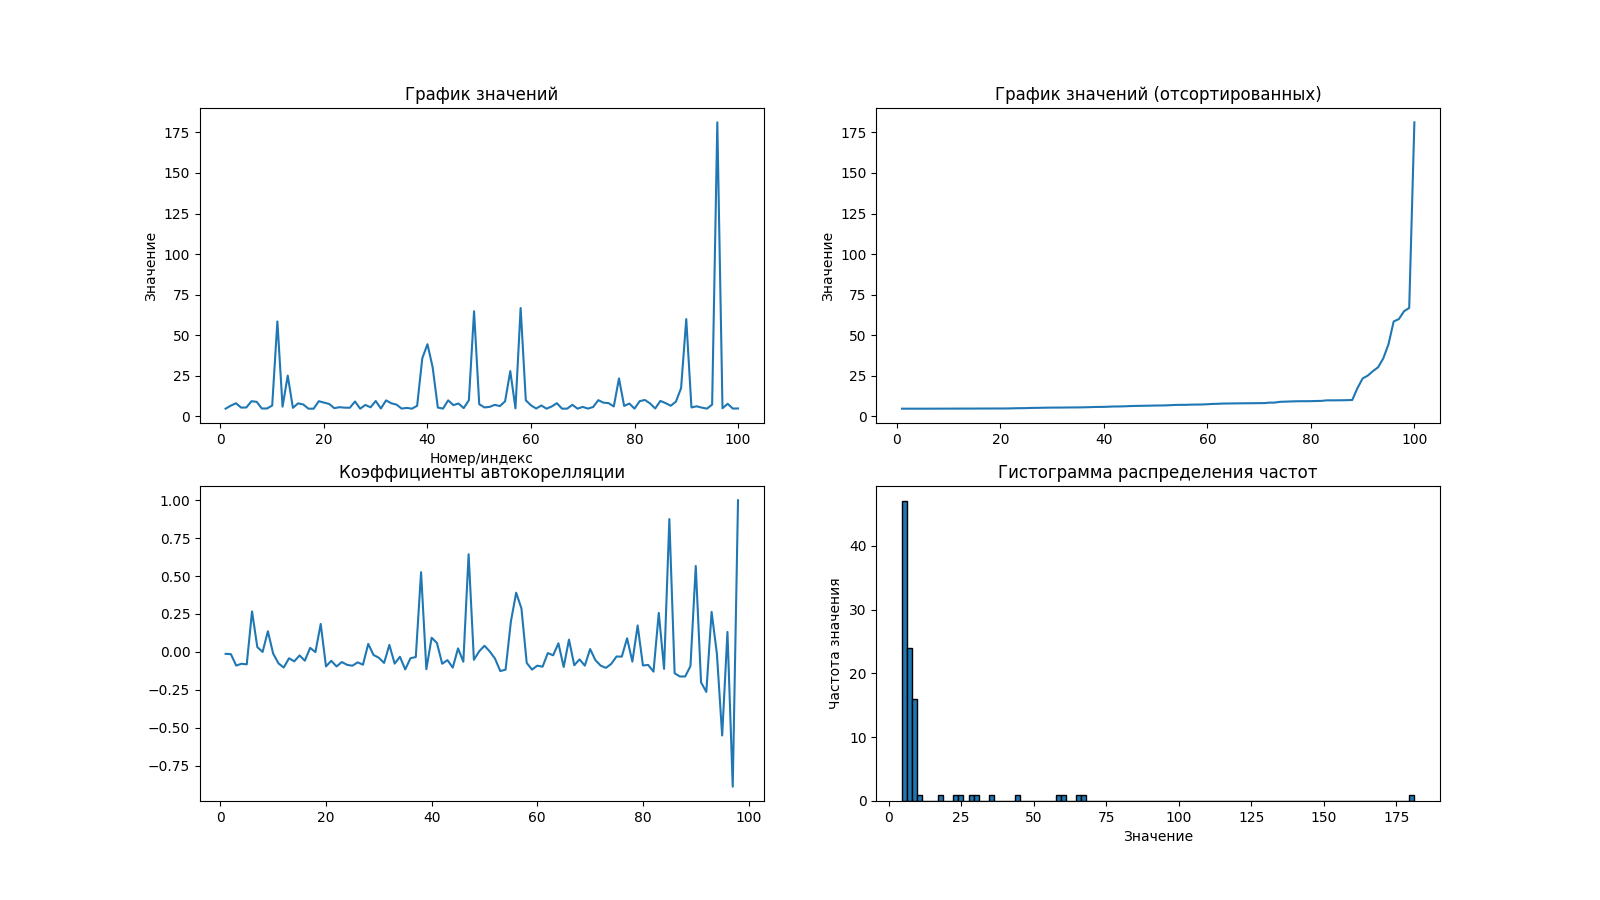 График значений
175
150
125
100
75
50
25
0
Значение
0 20 40 60 80 100
Номер/индекс
График значений (отсортированных)
175
150
125
100
75
50
25
0
Значение
0 20 40 60 80 100
Коэффициенты автокорелляции
1.00
0.75
0.50
0.25
0.00
−0.25
−0.50
−0.75
0 20 40 60 80 100
Гистограмма распределения частот
40
30
20
10
0
Частота значения
0 25 50 75 100 125 150 175
Значение